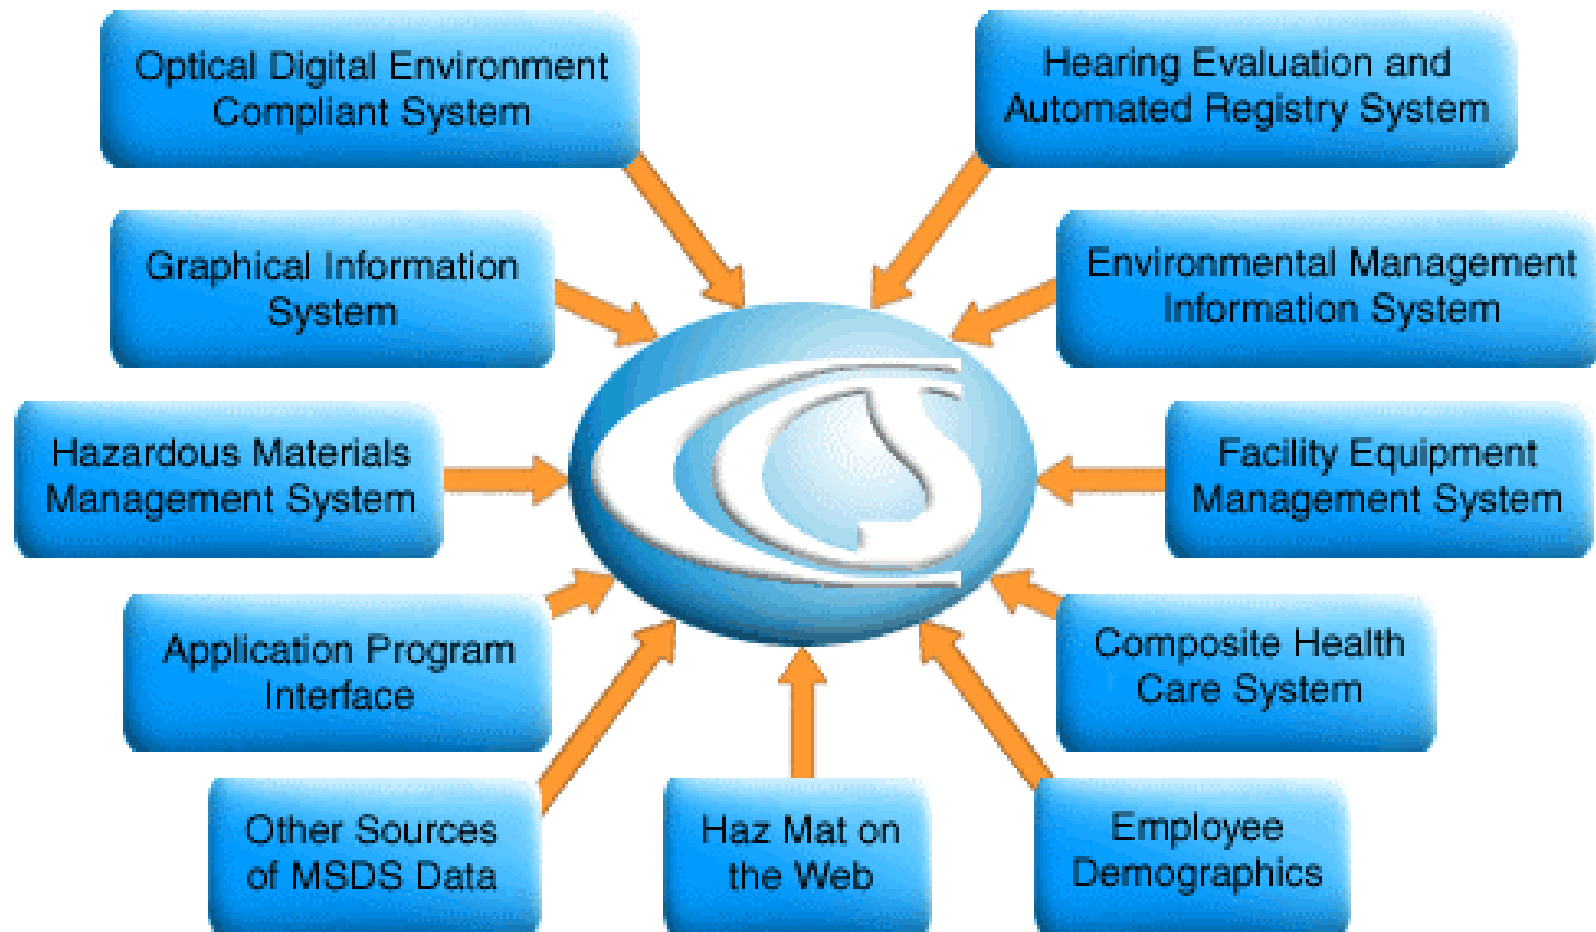 Optical Digital Environment
Compliant System
Hearing Evaluation and
Automated Registry System
Graphical Information
System
Environmental Management
Information System
Hazardous Materials
Management System
Facility Equipment
Management System
Application Program
Interface
Composite Health
Care System
Other Sources
of MSDS Data
Haz Mat on
the Web
Employee
Demographics